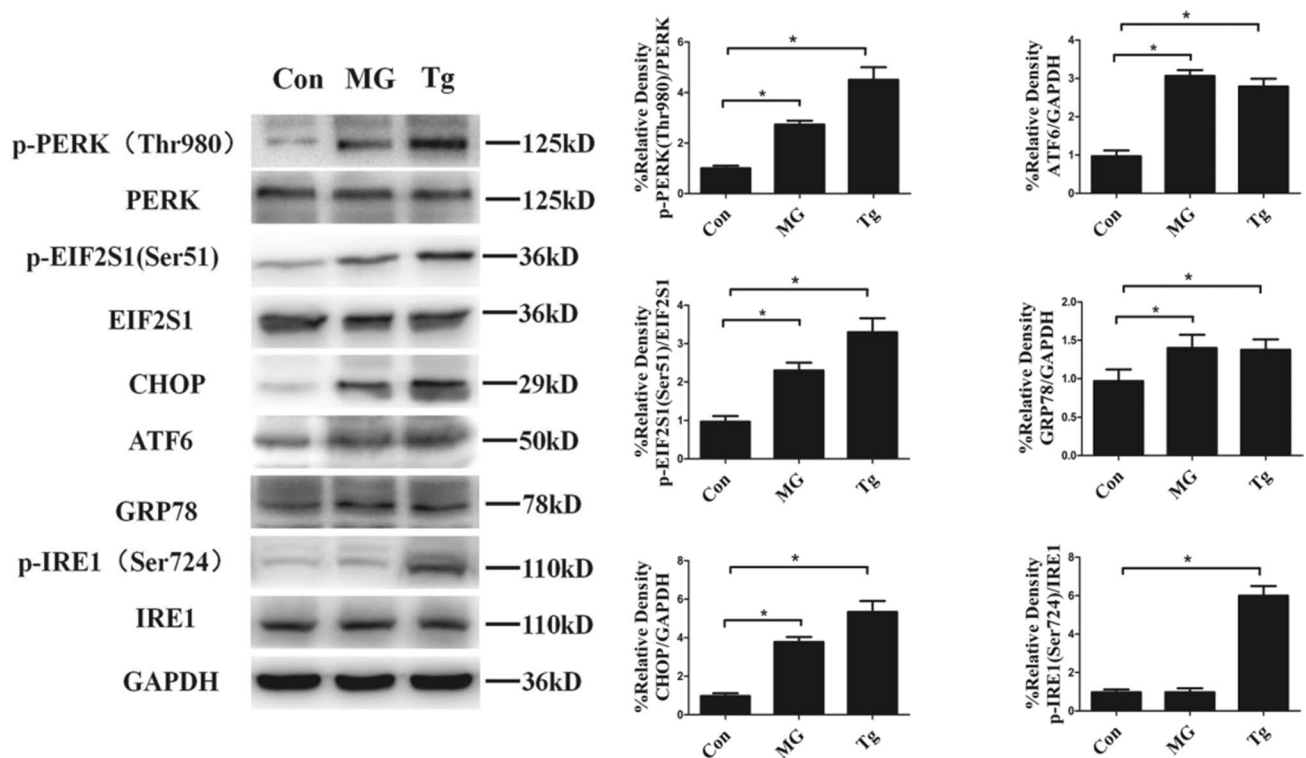 Con MG Tg
p-PERK（Thr980） 125kD
PERK 125kD
p-EIF2S1(Ser51) 36kD
EIF2S1 36kD
CHOP 29kD
ATF6 50kD
GRP78 78kD
p-IRE1（Ser724） 110kD
IRE1 110kD
GAPDH 36kD
%Relative Density
p-PERK(Thr980)/PERK
6
4
2
0
*
*
Con MG Tg
%Relative Density
ATF6/GAPDH
4
3
2
1
0
*
*
Con MG Tg
%Relative Density
p-EIF2S1(Ser51)/EIF2S1
4
3
2
1
0
*
*
Con MG Tg
%Relative Density
GRP78/GAPDH
2.0
1.5
1.0
0.5
0.0
*
*
Con MG Tg
%Relative Density
CHOP/GAPDH
8
6
4
2
0
*
*
Con MG Tg
%Relative Density
p-IRE1(Ser724)/IRE1
8
6
4
2
0
*
Con MG Tg